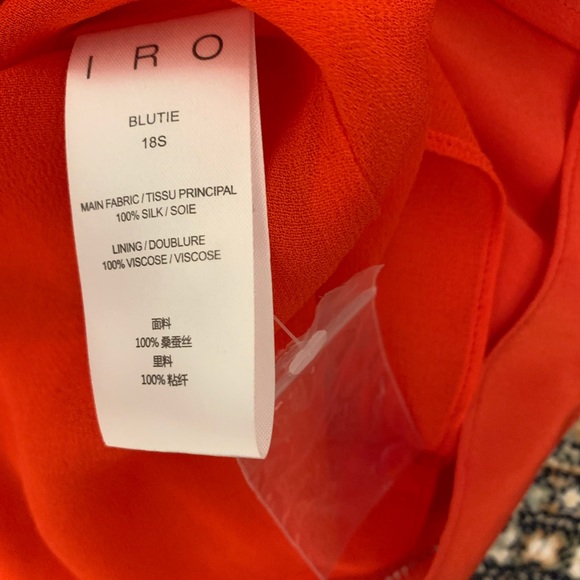 IRO
BLUTIE
18S
MAIN FABRIC / TISSU PRINCIPAL
100% SILK / SOIE
LINING / DOUBLURE
100% VISCOSE / VISCOSE
面料
100% 桑蚕丝
里料
100% 粘纤